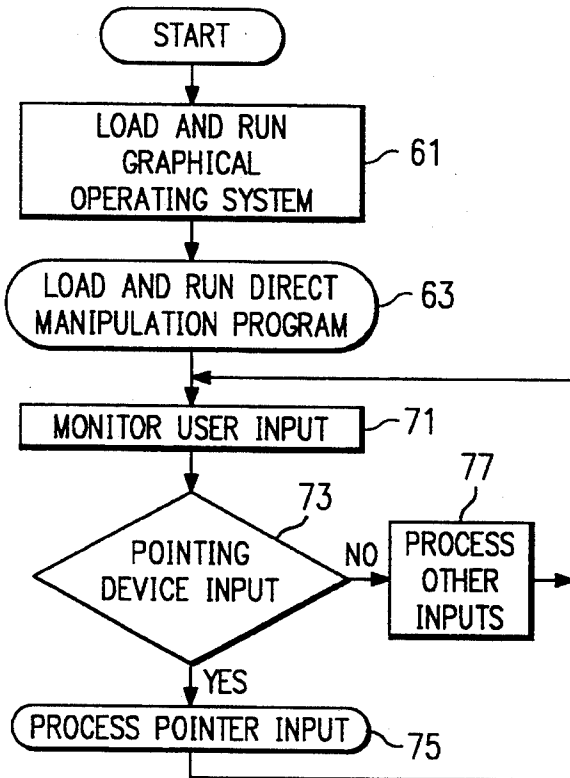 START
LOAD AND RUN
GRAPHICAL
OPERATING SYSTEM
61
LOAD AND RUN DIRECT
MANIPULATION PROGRAM
63
MONITOR USER INPUT
71
73
POINTING
DEVICE INPUT
NO
77
PROCESS
OTHER
INPUTS
YES
PROCESS POINTER INPUT
75